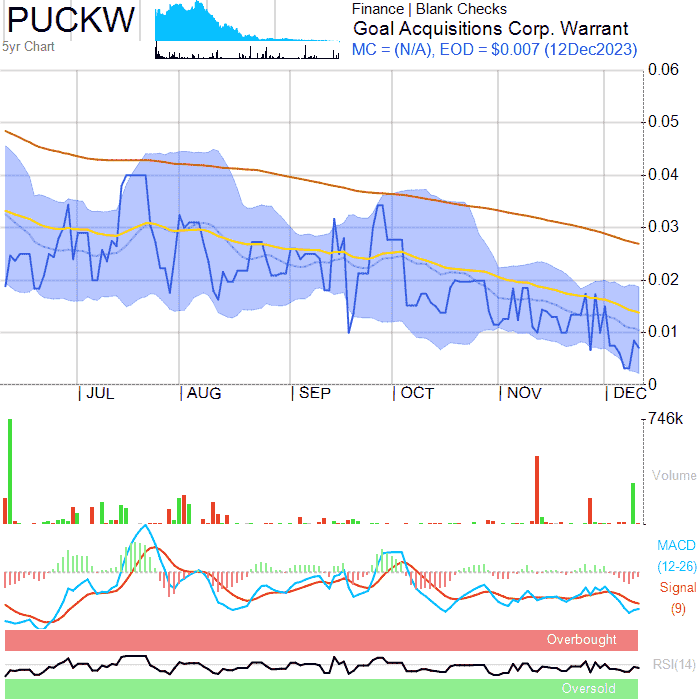 PUCKW
5yr Chart
Finance | Blank Checks
Goal Acquisitions Corp. Warrant
MC = (N/A), EOD = $0.007 (12Dec2023)
0.06
0.05
0.04
0.03
0.02
0.01
0
| JUL | AUG | SEP | OCT | NOV | DEC
746k
Volume
MACD
(12-26)
Signal
(9)
Overbought
RSI(14)
Oversold